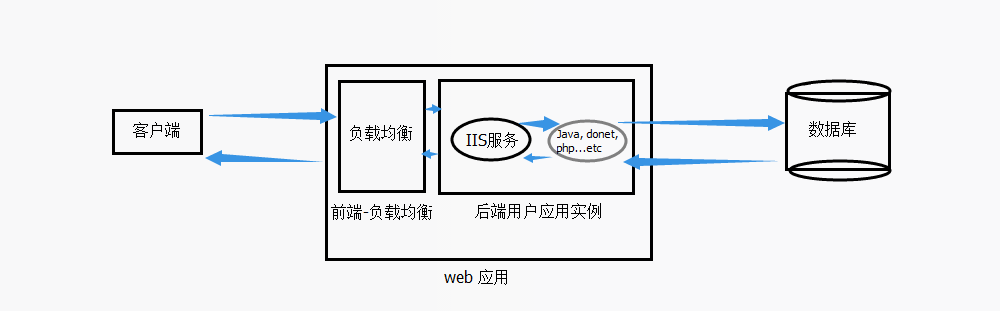 客户端
负载均衡
IIS服务
Java, donet,
php...etc
数据库
前端-负载均衡
后端用户应用实例
web 应用